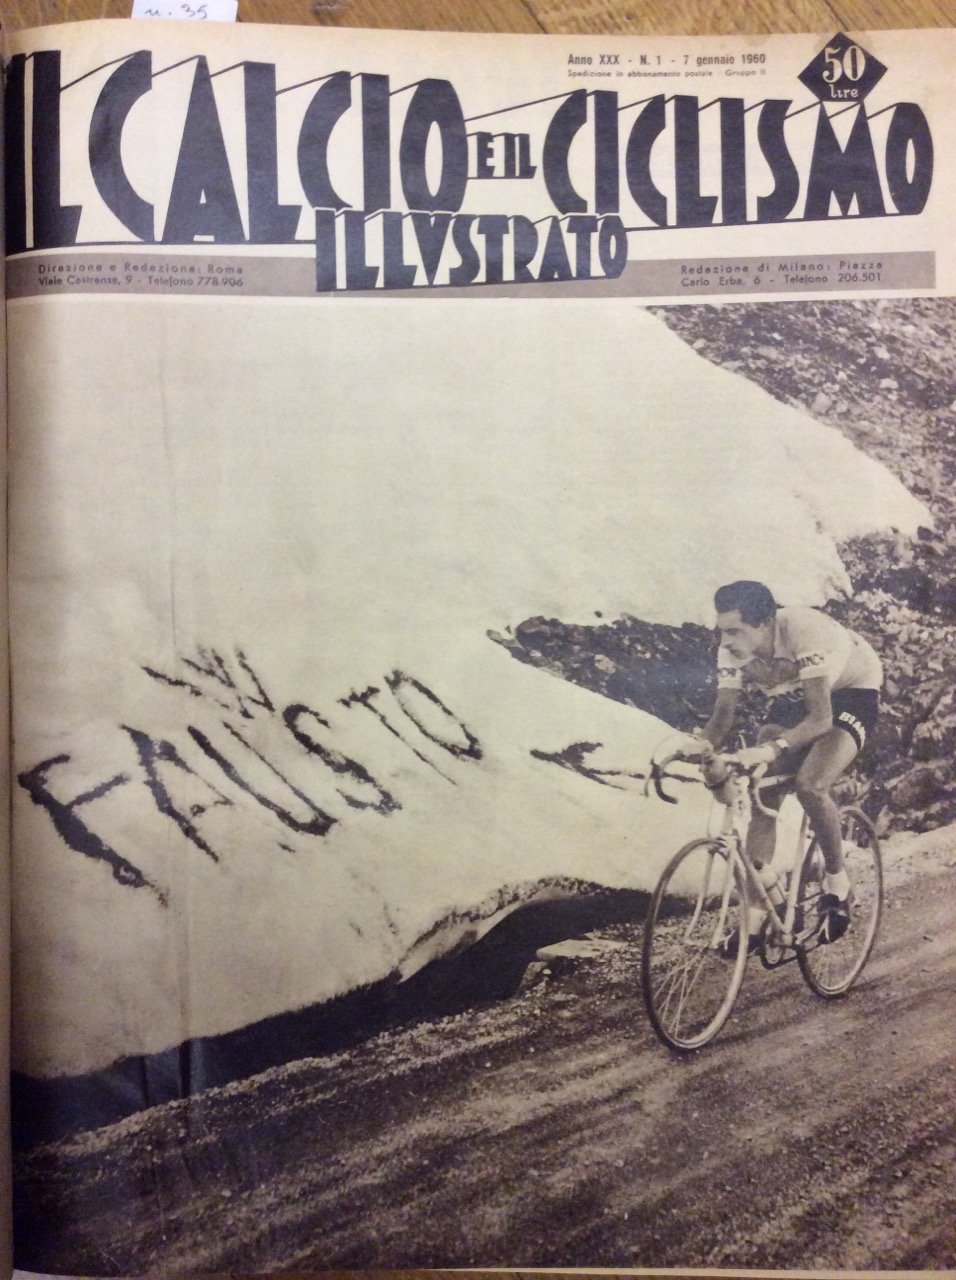 n. 35
Anno XXX - N. 1 - 7 gennaio 1960
Spedizione in abbonamento postale - Gruppo II
50
lire
IL CALCIO E IL CICLISMO
ILLVSTRATO
Direzione e Redazione: Roma
Viale Castrense, 9 - Telefono 778.906
Redazione di Milano: Piazza
Carlo Erba, 6 - Telefono 206.501
W
FAUSTO